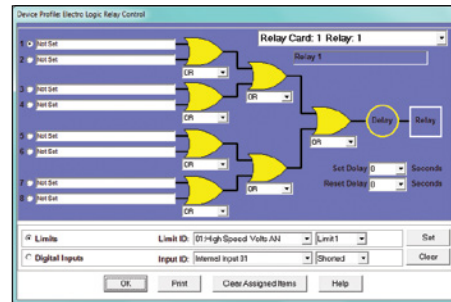 Device Profile: Electro Logic Relay Control
Relay Card: 1 Relay: 1
Relay 1
1 Not Set
2 Not Set
OR
3 Not Set
4 Not Set
OR
OR
5 Not Set
6 Not Set
OR
7 Not Set
8 Not Set
OR
OR
OR
Delay
Relay
Set Delay 0 Seconds
Reset Delay 0 Seconds
Limits Limit ID: 01:High Speed Volts AN Limit1 Set
Digital Inputs Input ID: Internal Input 01 Shorted Clear
OK Print Clear Assigned Items Help